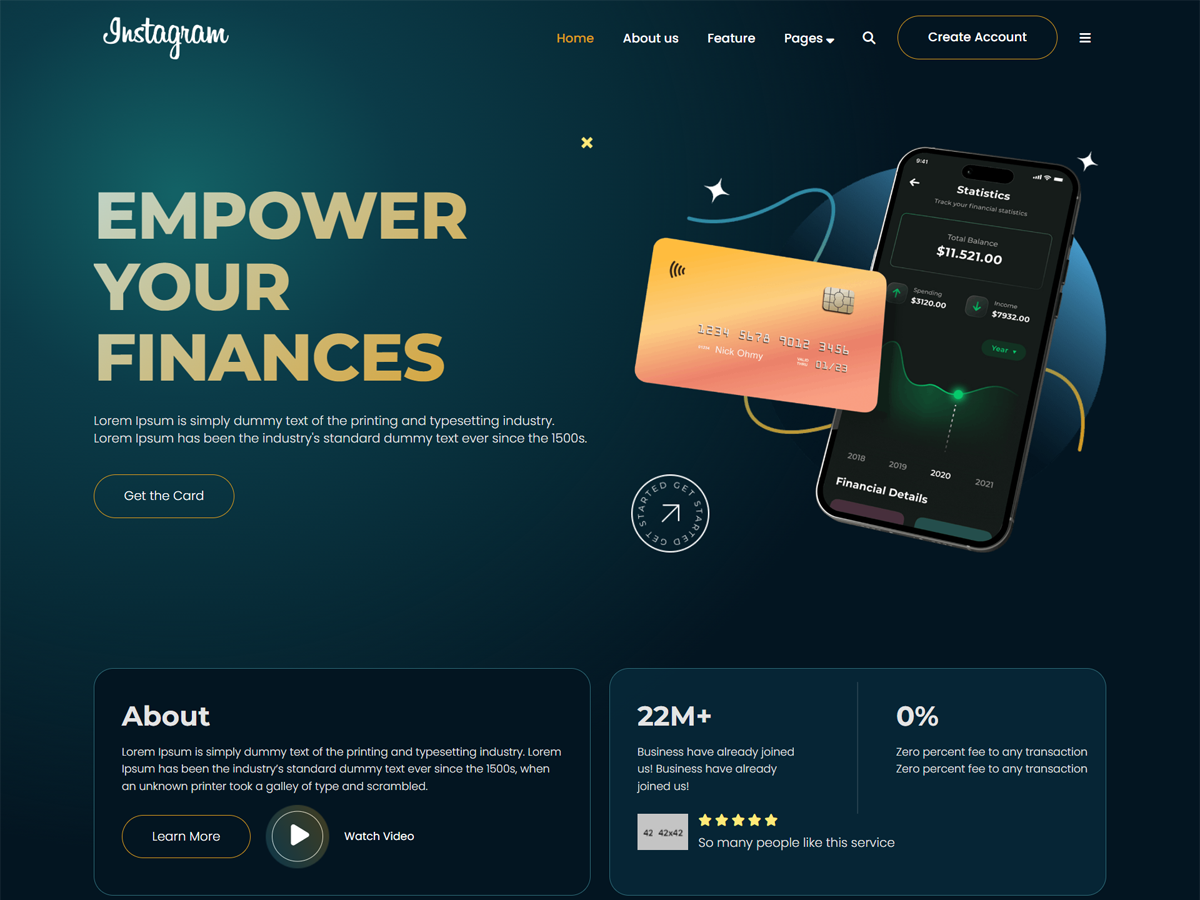 Instagram
Home About us Feature Pages Create Account
EMPOWER
YOUR
FINANCES
Lorem Ipsum is simply dummy text of the printing and typesetting industry.
Lorem Ipsum has been the industry's standard dummy text ever since the 1500s.
Get the Card
1234 5678 9012 3456
Nick Ohmy
01/23
GET STARTED GET STARTED
9:41
Statistics
Track your financial statistics
Total Balance
$11.521.00
Spending
$3120.00
Income
$7932.00
Year
2018 2019 2020 2021
Financial Details
About
Lorem Ipsum is simply dummy text of the printing and typesetting industry. Lorem
Ipsum has been the industry's standard dummy text ever since the 1500s, when
an unknown printer took a galley of type and scrambled.
Learn More
Watch Video
22M+
Business have already joined
us! Business have already
joined us!
0%
Zero percent fee to any transaction
Zero percent fee to any transaction
42 42x42
So many people like this service